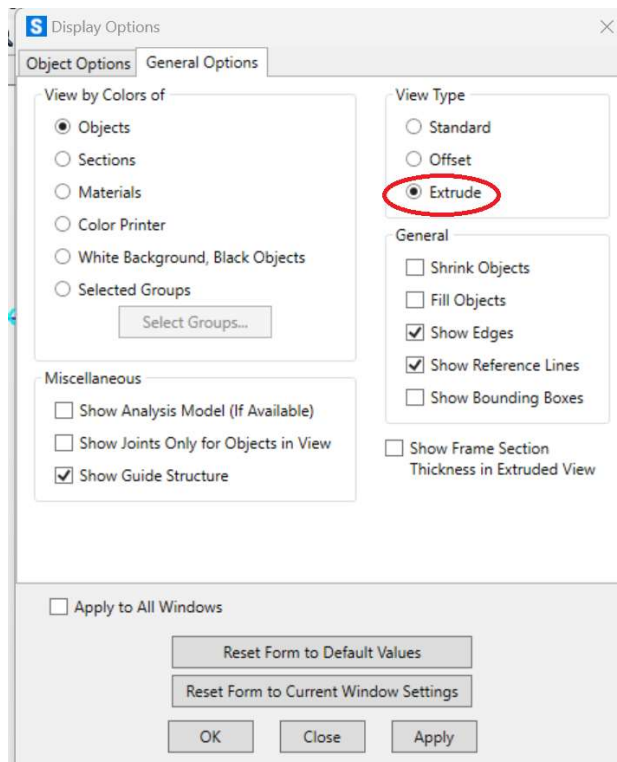 S Display Options
Object Options General Options
View by Colors of
Objects
Sections
Materials
Color Printer
White Background, Black Objects
Selected Groups
Select Groups...
Miscellaneous
Show Analysis Model (If Available)
Show Joints Only for Objects in View
Show Guide Structure
View Type
Standard
Offset
Extrude
General
Shrink Objects
Fill Objects
Show Edges
Show Reference Lines
Show Bounding Boxes
Show Frame Section
Thickness in Extruded View
Apply to All Windows
Reset Form to Default Values
Reset Form to Current Window Settings
OK Close Apply